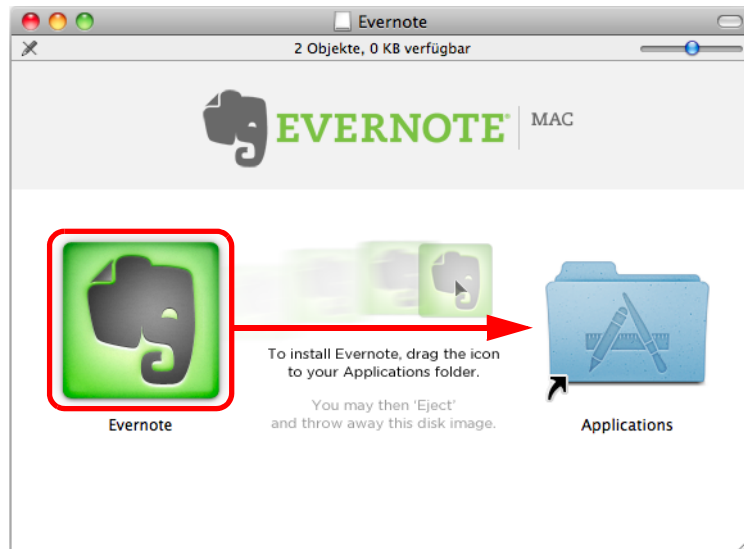 Evernote
2 Objekte, 0 KB verfügbar
EVERNOTE® MAC
To install Evernote, drag the icon
to your Applications folder.
You may then 'Eject'
and throw away this disk image.
Evernote
Applications